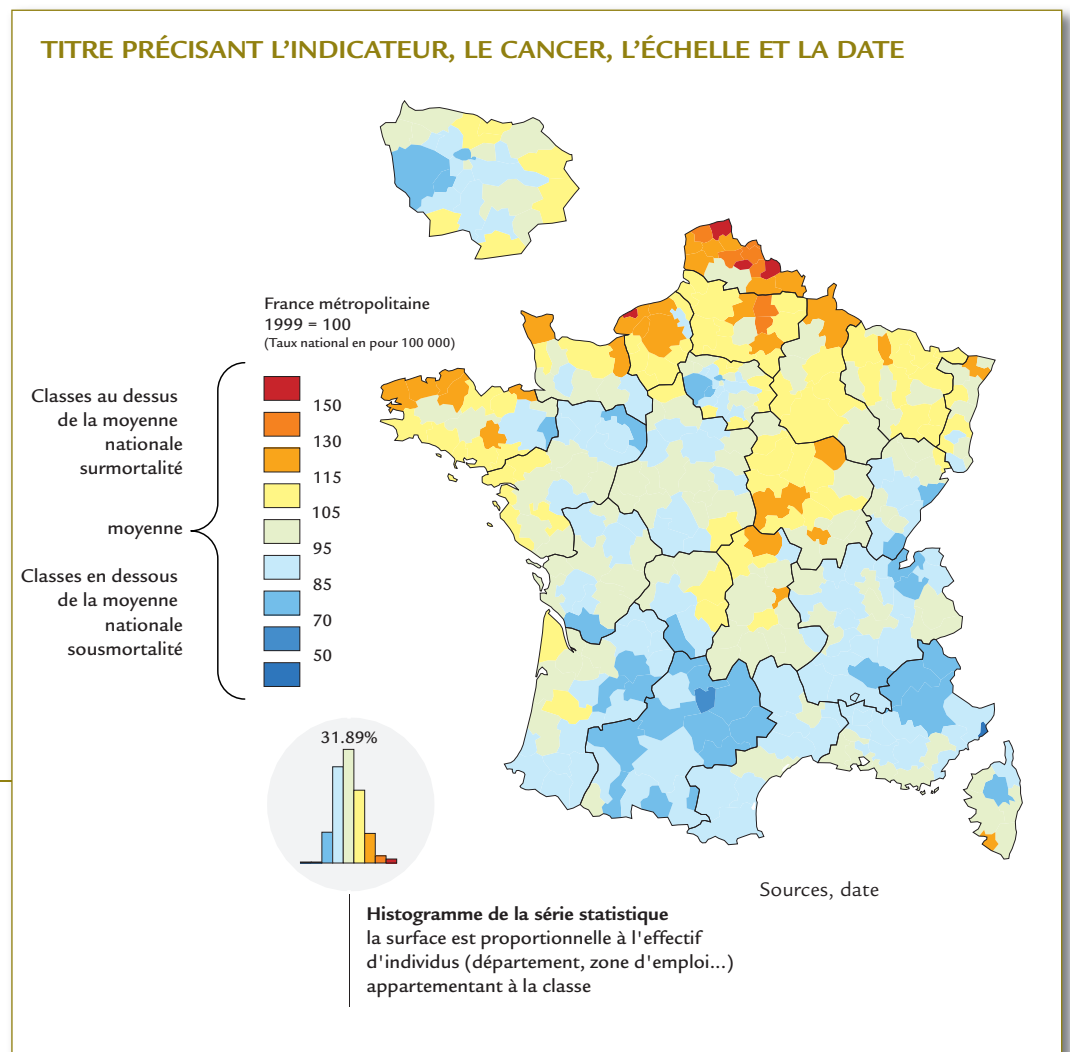 TITRE PRÉCISANT L'INDICATEUR, LE CANCER, L'ÉCHELLE ET LA DATE
France métropolitaine
1999 = 100
(Taux national en pour 100 000)
Classes au dessus
de la moyenne
nationale
surmortalité
moyenne
Classes en dessous
de la moyenne
nationale
sousmortalité
150
130
115
105
95
85
70
50
31.89%
Sources, date
Histogramme de la série statistique
la surface est proportionnelle à l'effectif
d'individus (département, zone d'emploi...)
appartementant à la classe